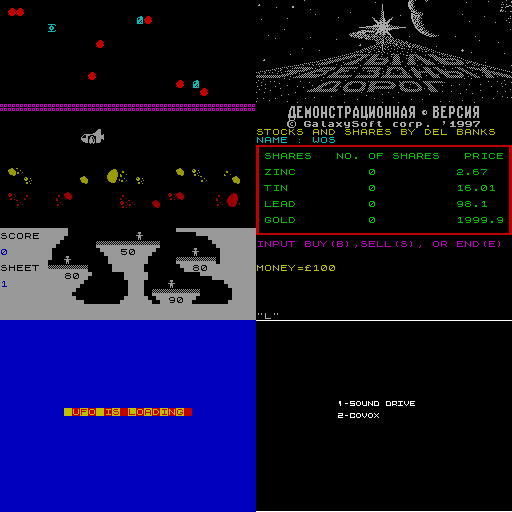 ПЫЛЬ
ЗВЕЗДНЫХ
ДОРОГ
ДЕМОНСТРАЦИОННАЯ © ВЕРСИЯ
© GalaxySoft corp. '1997
STOCKS AND SHARES BY DEL BANKS
NAME : WOS
SHARES NO. OF SHARES PRICE
ZINC 0 2.67
TIN 0 16.01
LEAD 0 98.1
GOLD 0 1999.9
INPUT BUY(B),SELL(S), OR END(E)
MONEY=£100
"L"
SCORE
0
SHEET
1
50
80
80
90
UFO IS LOADING
1-SOUND DRIVE
2-COVOX